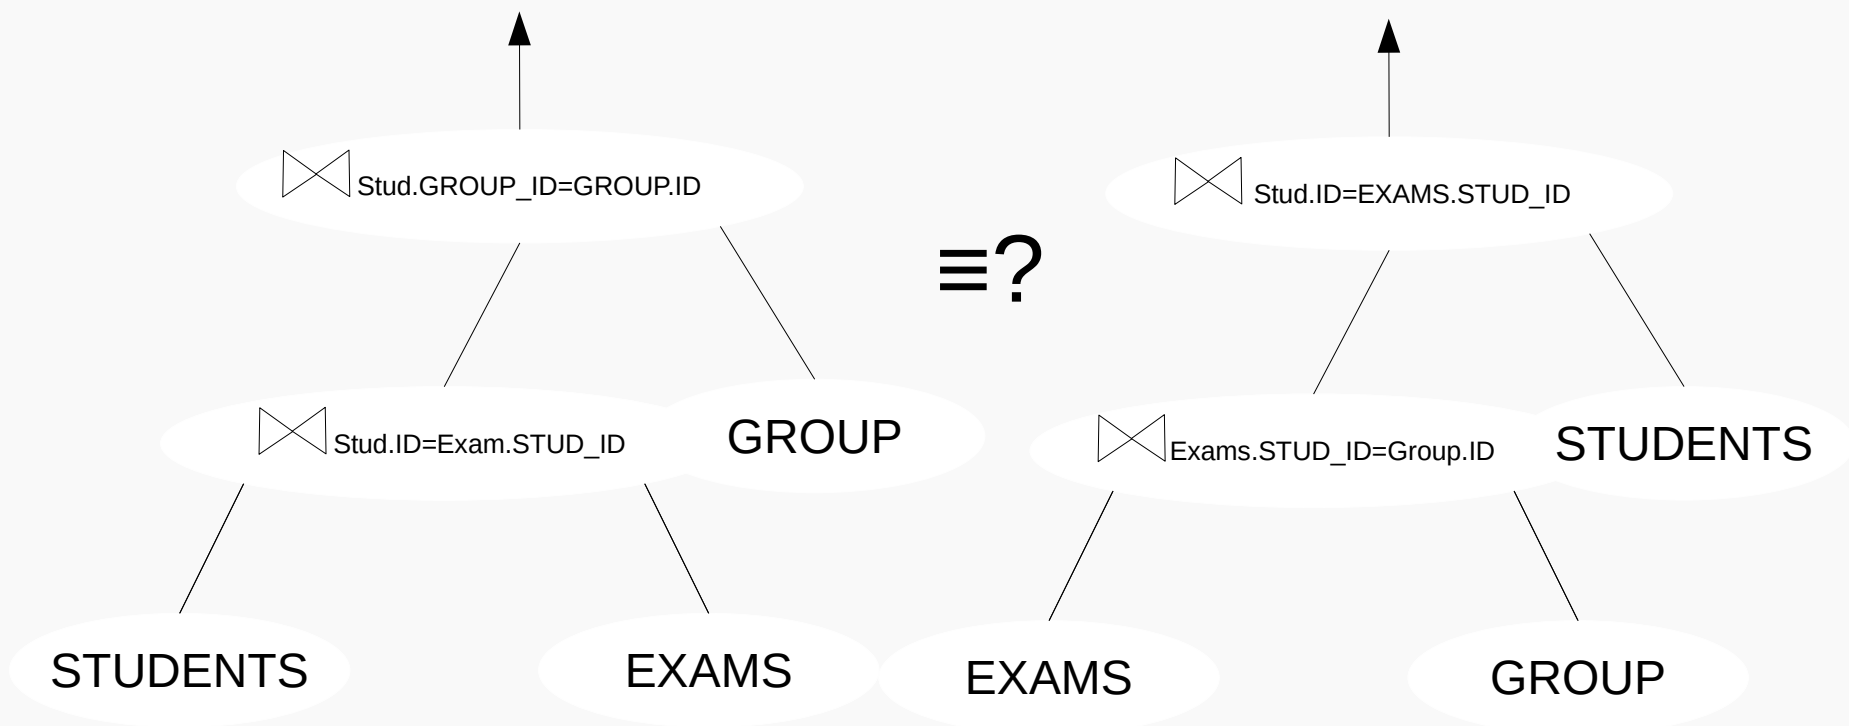 Stud.GROUP_ID=GROUP.ID
Stud.ID=EXAMS.STUD_ID
≡?
Stud.ID=Exam.STUD_ID
GROUP
Exams.STUD_ID=Group.ID
STUDENTS
STUDENTS
EXAMS
EXAMS
GROUP